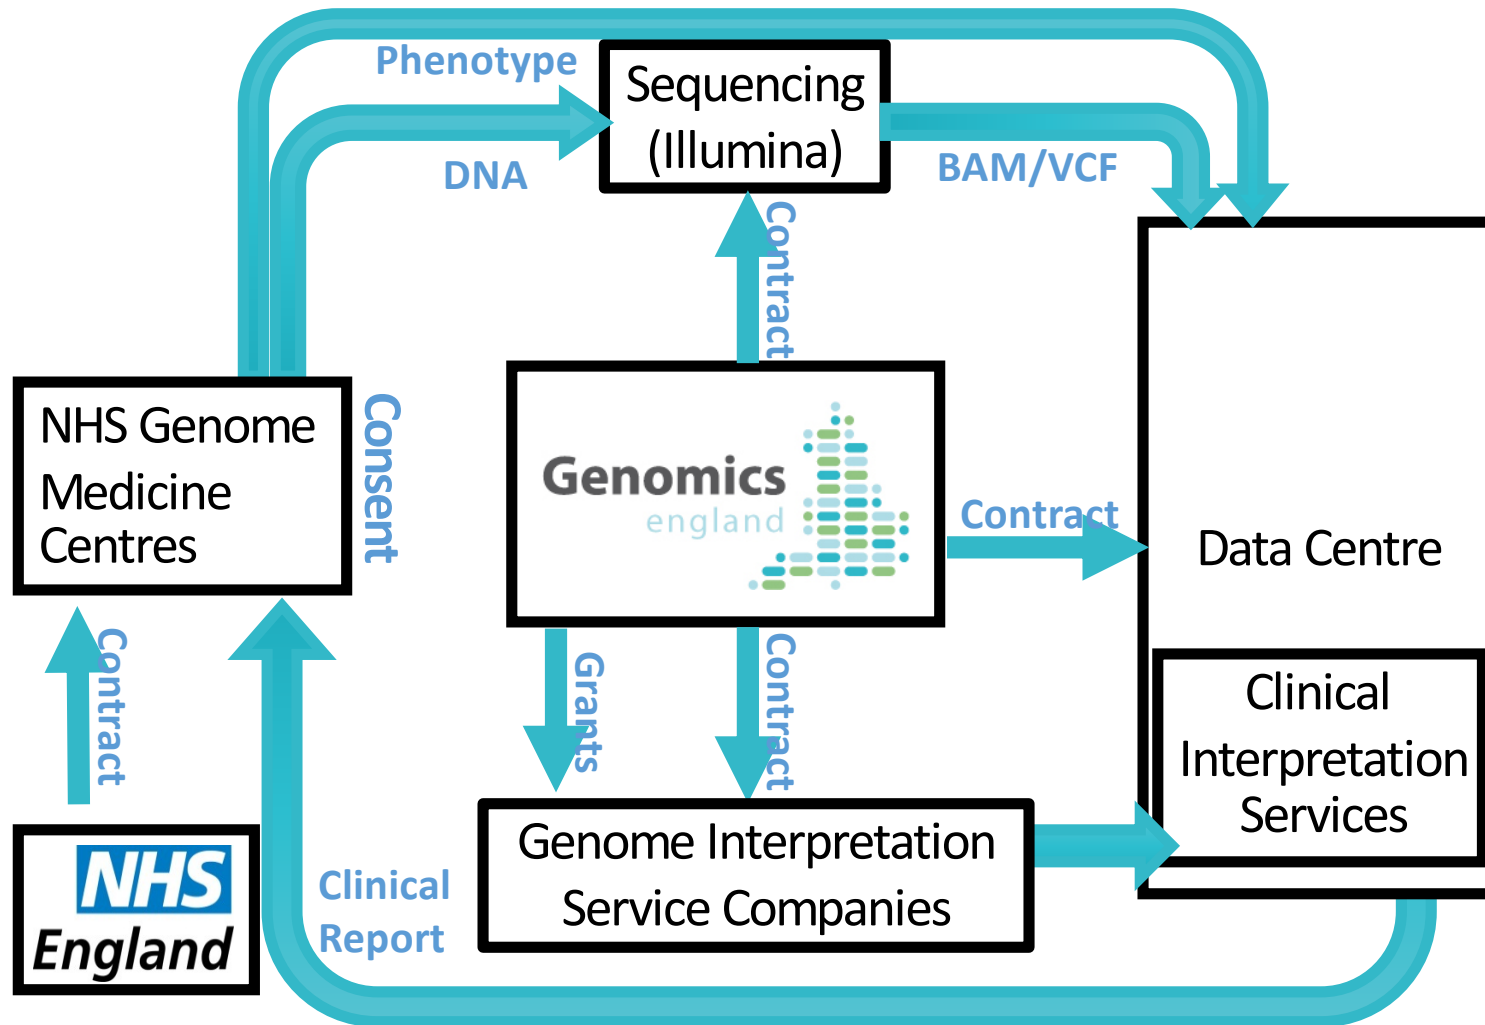 Phenotype
Sequencing
(Illumina)
DNA
BAM/VCF
Contract
NHS Genome
Medicine
Centres
Consent
Genomics
england
Contract
Data Centre
Contract
Grants
Contract
Clinical
Interpretation
Services
Genome Interpretation
Service Companies
NHS
England
Clinical
Report